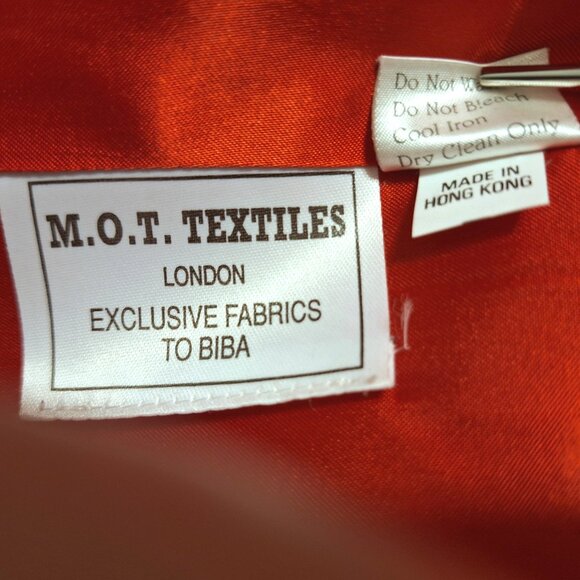 M.O.T. TEXTILES
LONDON
EXCLUSIVE FABRICS
TO BIBA
Do Not
Do Not Bleach
Cool Iron
Dry Clean Only
MADE IN
HONG KONG